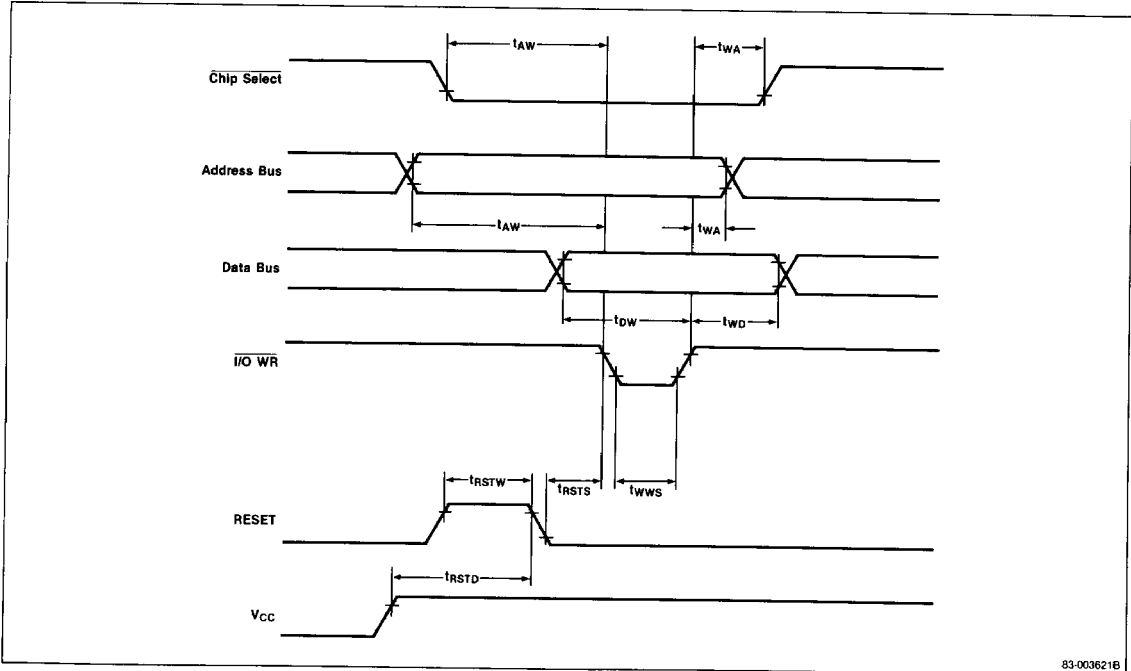 tAW
tWA
Chip Select
Address Bus
tAW
tWA
Data Bus
tDW
tWD
I/O WR
tRSTW
tRSTS
tWWS
RESET
tRSTD
VCC
83-003621B